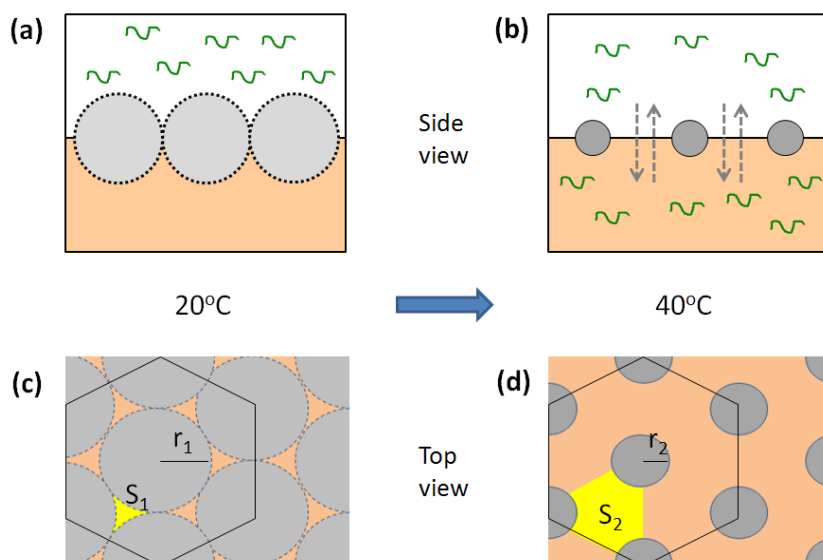 (a)
(b)
Side
view
20°C
40°C
(c)
(d)
r₁
S₁
Top
view
r₂
S₂